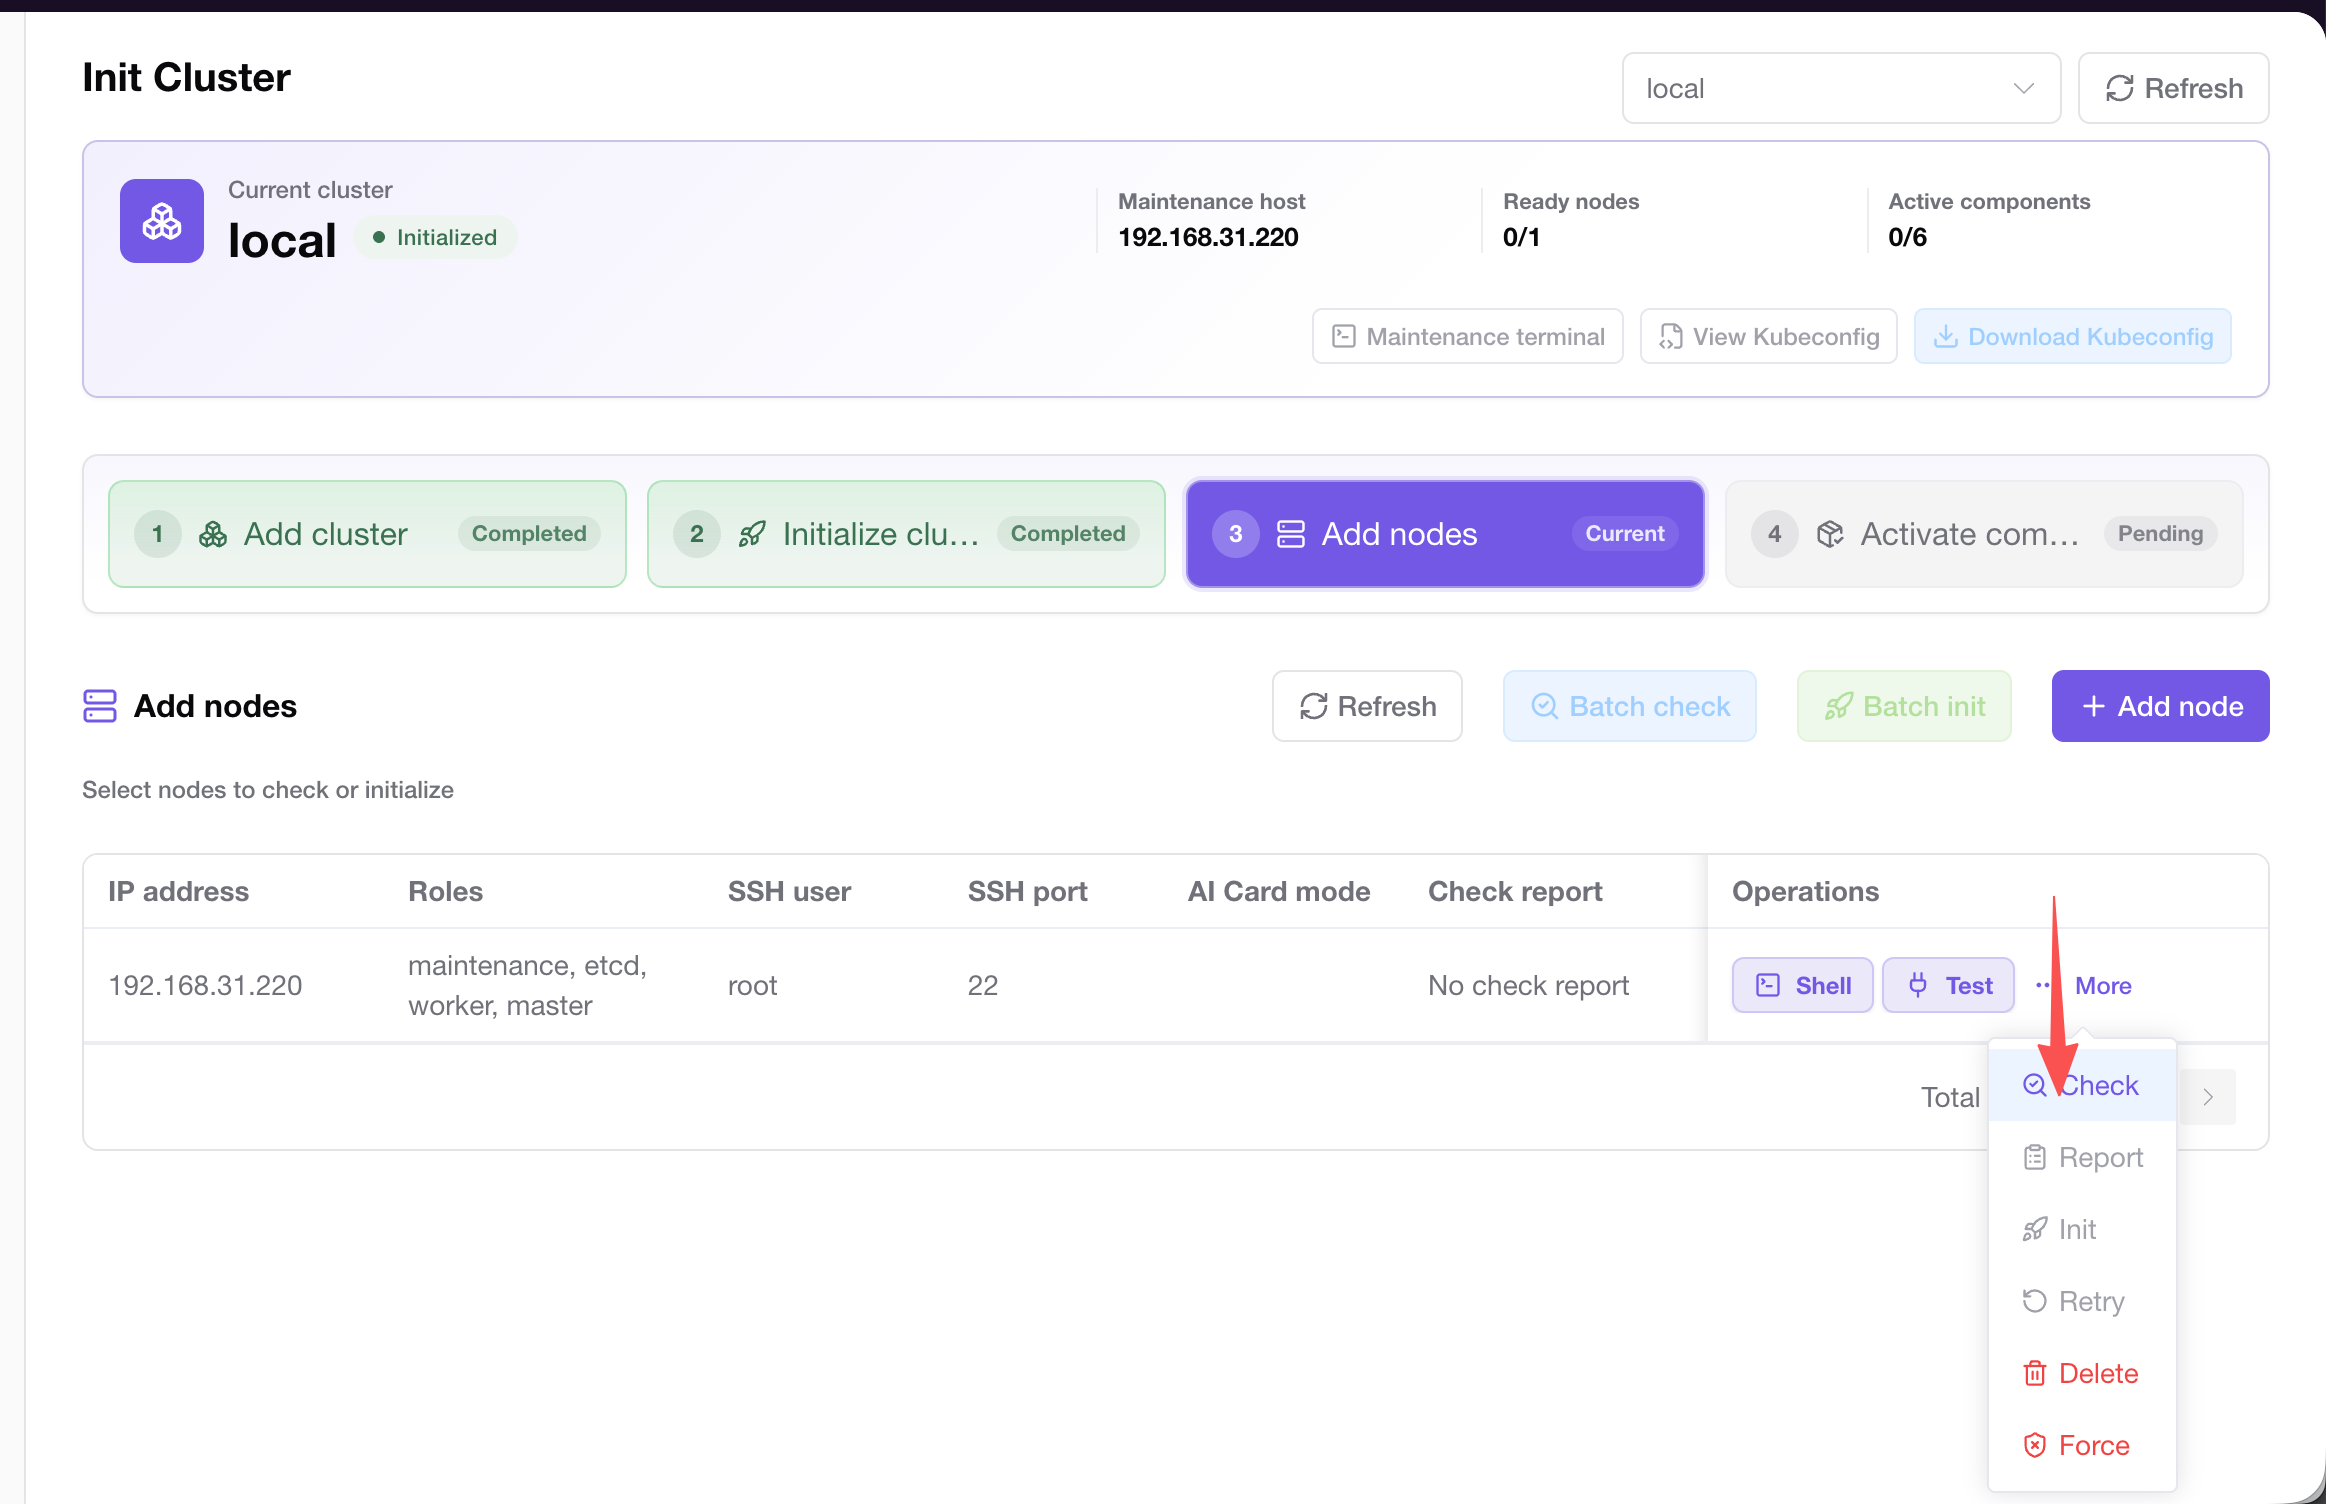 Init Cluster
local
Refresh
Current cluster
local
Initialized
Maintenance host
192.168.31.220
Ready nodes
0/1
Active components
0/6
Maintenance terminal
View Kubeconfig
Download Kubeconfig
1 Add cluster Completed
2 Initialize clu... Completed
3 Add nodes Current
4 Activate com... Pending
Add nodes
Refresh
Batch check
Batch init
+ Add node
Select nodes to check or initialize
IP address Roles SSH user SSH port AI Card mode Check report Operations
192.168.31.220 maintenance, etcd,
worker, master root 22 No check report Shell Test More
Total
Check
Report
Init
Retry
Delete
Force